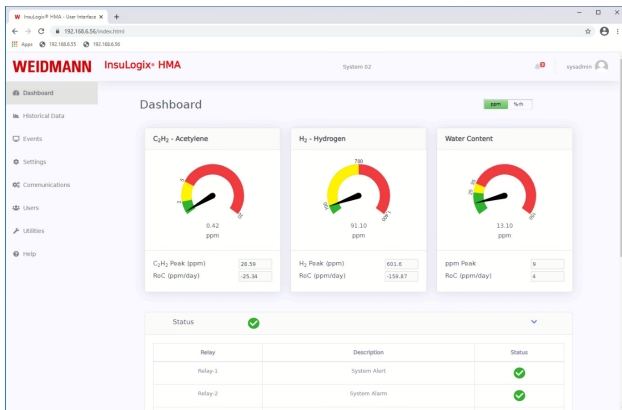 InsuLogix® HMA - User Interface
192.168.6.56/index.html
Apps
192.168.6.55
192.168.6.56
WEIDMANN
InsuLogix® HMA
System 02
sysadmin
Dashboard
Historical Data
Events
Settings
Communications
Users
Utilities
Help
Dashboard
ppm
C₂H₂ - Acetylene
H₂ - Hydrogen
Water Content
700
0.42
ppm
91.10
ppm
13.10
ppm
C₂H₂ Peak (ppm) 28.59
RoC (ppm/day) -25.34
H₂ Peak (ppm) 601.6
RoC (ppm/day) -159.87
ppm Peak 9
RoC (ppm/day) 4
Status
Relay Description Status
Relay-1 System Alert
Relay-2 System Alarm